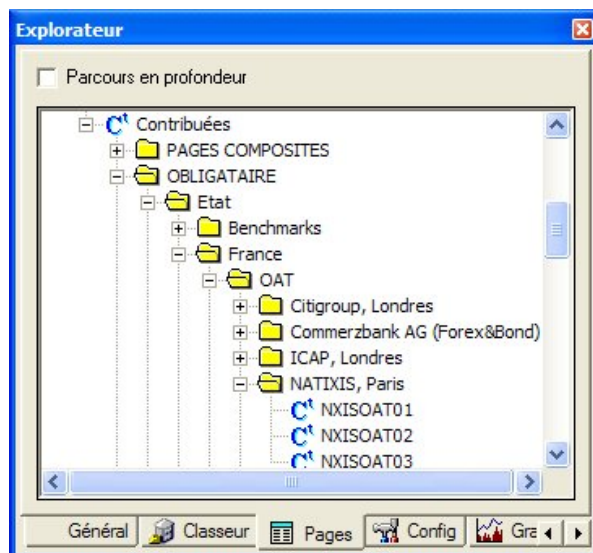 Explorateur
Parcours en profondeur
Contribuées
PAGES COMPOSITES
OBLIGATAIRE
Etat
Benchmarks
France
OAT
Citigroup, Londres
Commerzbank AG (Forex&Bond)
ICAP, Londres
NATIXIS, Paris
NXISOAT01
NXISOAT02
NXISOAT03
Général Classeur Pages Config Gra